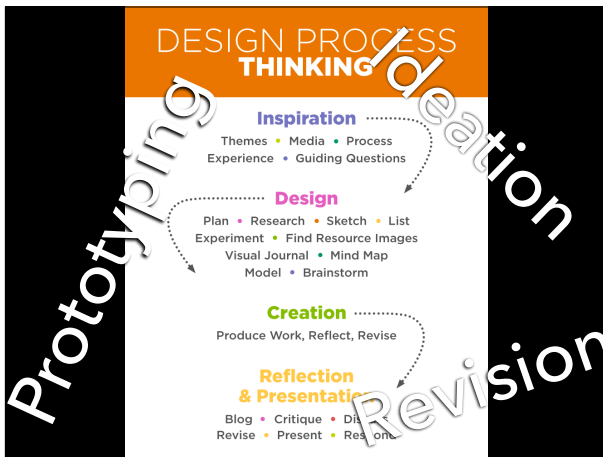 DESIGN PROCESS
THINKING
Ideation
Prototyping
Inspiration
Themes • Media • Process
Experience • Guiding Questions
Design
Plan • Research • Sketch • List
Experiment • Find Resource Images
Visual Journal • Mind Map
Model • Brainstorm
Creation
Produce Work, Reflect, Revise
Reflection
& Presentation
Revision
Blog • Critique •
Revise • Present • Respond